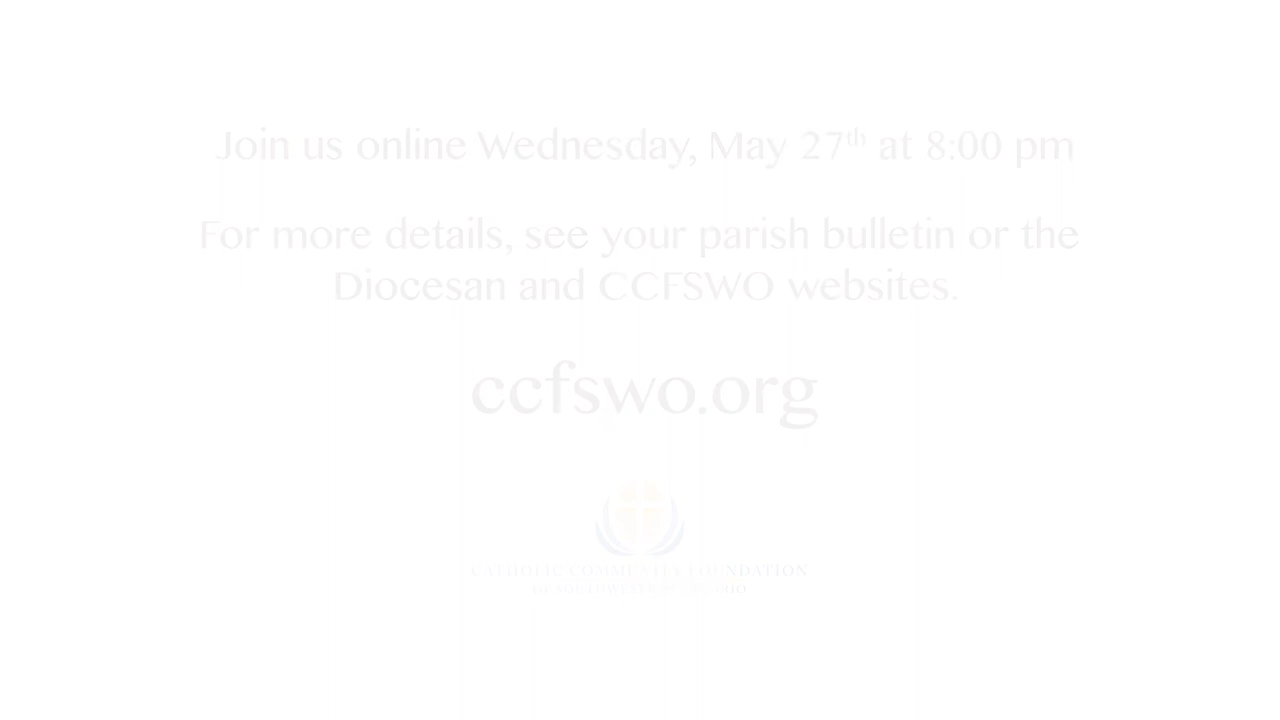 Join us online Wednesday, May 27th at 8:00 pm
For more details, see your parish bulletin or the
Diocesan and CCFSWO websites.
ccfswo.org
CATHOLIC COMMUNITY FOUNDATION